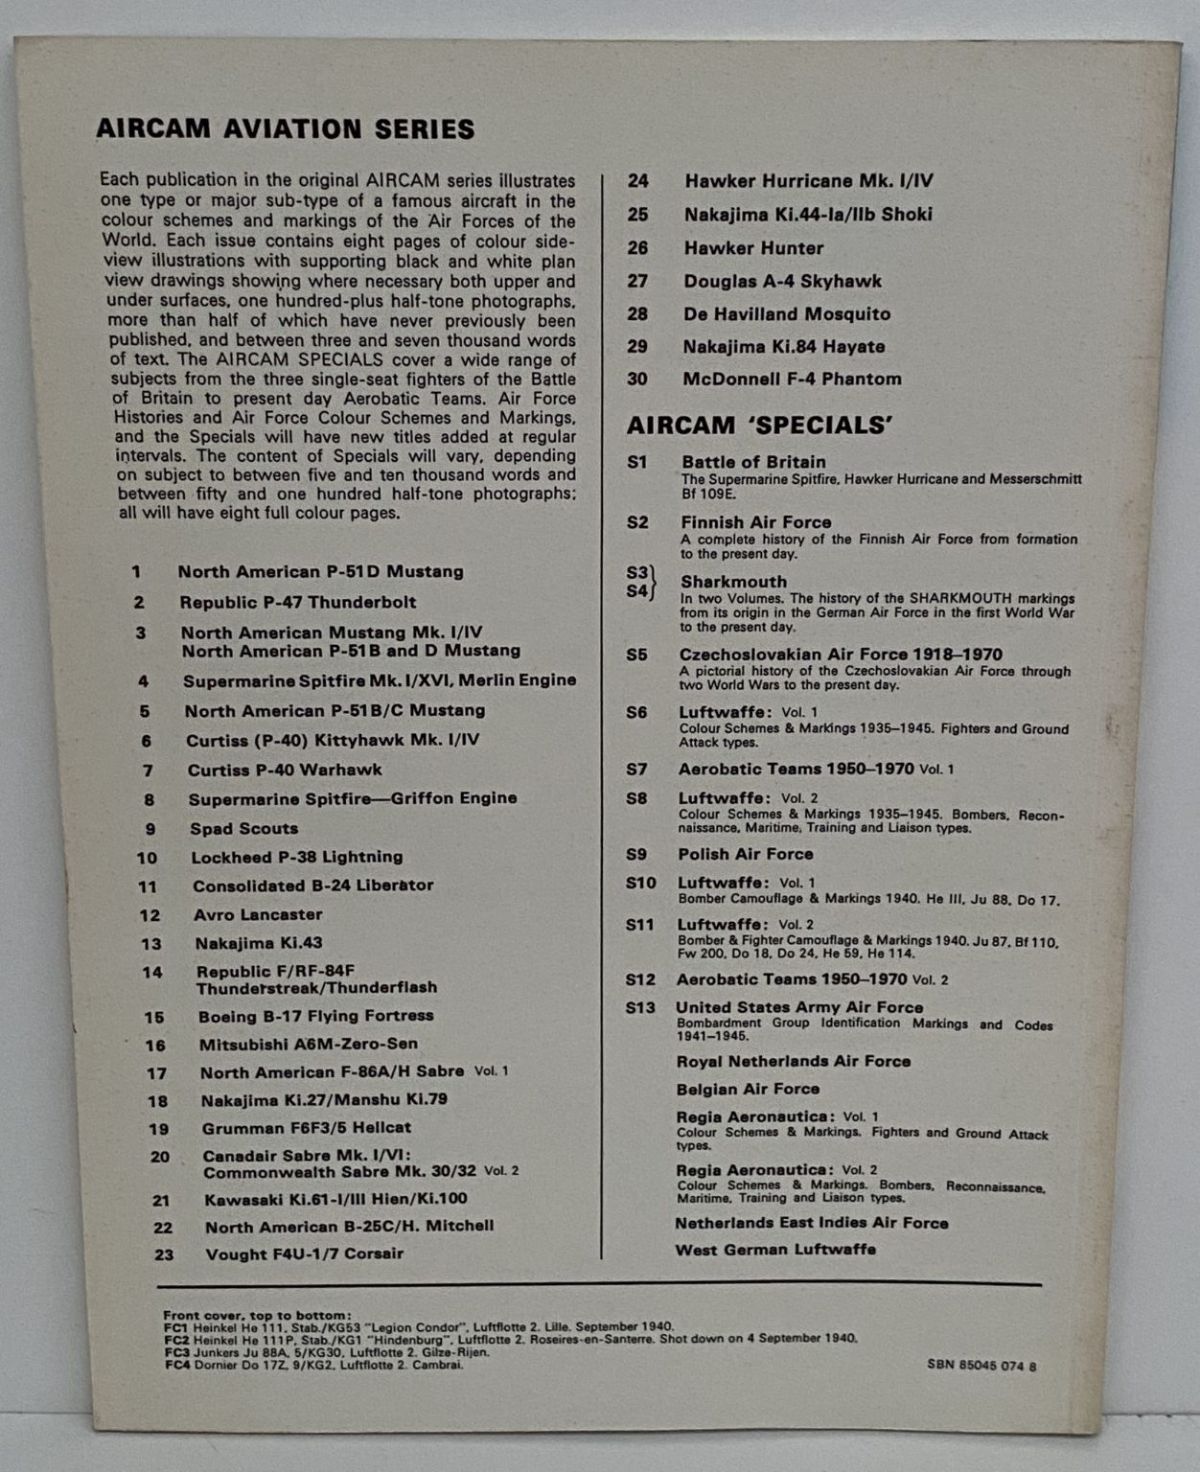 AIRCAM AVIATION SERIES
Each publication in the original AIRCAM series illustrates
one type or major sub-type of a famous aircraft in the
colour schemes and markings of the Air Forces of the
World. Each issue contains eight pages of colour side-
view illustrations with supporting black and white plan
view drawings showing where necessary both upper and
under surfaces, one hundred-plus half-tone photographs,
more than half of which have never previously been
published, and between three and seven thousand words
of text. The AIRCAM SPECIALS cover a wide range of
subjects from the three single-seat fighters of the Battle
of Britain to present day Aerobatic Teams. Air Force
Histories and Air Force Colour Schemes and Markings,
and the Specials will have new titles added at regular
intervals. The content of Specials will vary, depending
on subject to between five and ten thousand words and
between fifty and one hundred half-tone photographs;
all will have eight full colour pages.
1 North American P-51D Mustang
2 Republic P-47 Thunderbolt
3 North American Mustang Mk. I/IV
North American P-51B and D Mustang
4 Supermarine Spitfire Mk. I/XVI, Merlin Engine
5 North American P-51B/C Mustang
6 Curtiss (P-40) Kittyhawk Mk. I/IV
7 Curtiss P-40 Warhawk
8 Supermarine Spitfire—Griffon Engine
9 Spad Scouts
10 Lockheed P-38 Lightning
11 Consolidated B-24 Liberator
12 Avro Lancaster
13 Nakajima Ki.43
14 Republic F/RF-84F
Thunderstreak/Thunderflash
15 Boeing B-17 Flying Fortress
16 Mitsubishi A6M-Zero-Sen
17 North American F-86A/H Sabre Vol. 1
18 Nakajima Ki.27/Manshu Ki.79
19 Grumman F6F3/5 Hellcat
20 Canadair Sabre Mk. I/VI:
Commonwealth Sabre Mk. 30/32 Vol. 2
21 Kawasaki Ki.61-I/III Hien/Ki.100
22 North American B-25C/H. Mitchell
23 Vought F4U-1/7 Corsair
24 Hawker Hurricane Mk. I/IV
25 Nakajima Ki.44-Ia/IIb Shoki
26 Hawker Hunter
27 Douglas A-4 Skyhawk
28 De Havilland Mosquito
29 Nakajima Ki.84 Hayate
30 McDonnell F-4 Phantom
AIRCAM 'SPECIALS'
S1 Battle of Britain
The Supermarine Spitfire, Hawker Hurricane and Messerschmitt
Bf 109E.
S2 Finnish Air Force
A complete history of the Finnish Air Force from formation
to the present day.
S3
S4} Sharkmouth
In two Volumes. The history of the SHARKMOUTH markings
from its origin in the German Air Force in the first World War
to the present day.
S5 Czechoslovakian Air Force 1918–1970
A pictorial history of the Czechoslovakian Air Force through
two World Wars to the present day.
S6 Luftwaffe: Vol. 1
Colour Schemes & Markings 1935–1945. Fighters and Ground
Attack types.
S7 Aerobatic Teams 1950–1970 Vol. 1
S8 Luftwaffe: Vol. 2
Colour Schemes & Markings 1935–1945. Bombers, Recon-
naissance, Maritime, Training and Liaison types.
S9 Polish Air Force
S10 Luftwaffe: Vol. 1
Bomber Camouflage & Markings 1940. He III, Ju 88, Do 17.
S11 Luftwaffe: Vol. 2
Bomber & Fighter Camouflage & Markings 1940. Ju 87, Bf 110,
Fw 200, Do 18, Do 24, He 59, He 114.
S12 Aerobatic Teams 1950–1970 Vol. 2
S13 United States Army Air Force
Bombardment Group Identification Markings and Codes
1941–1945.
Royal Netherlands Air Force
Belgian Air Force
Regia Aeronautica: Vol. 1
Colour Schemes & Markings. Fighters and Ground Attack
types.
Regia Aeronautica: Vol. 2
Colour Schemes & Markings. Bombers, Reconnaissance,
Maritime, Training and Liaison types.
Netherlands East Indies Air Force
West German Luftwaffe
Front cover, top to bottom:
FC1 Heinkel He 111, Stab./KG53 "Legion Condor", Luftflotte 2. Lille. September 1940.
FC2 Heinkel He 111P, Stab./KG1 "Hindenburg", Luftflotte 2. Roseires-en-Santerre. Shot down on 4 September 1940.
FC3 Junkers Ju 88A, 5/KG30, Luftflotte 2. Gilze-Rijen.
FC4 Dornier Do 17Z, 9/KG2, Luftflotte 2. Cambrai.
SBN 85045 074 8